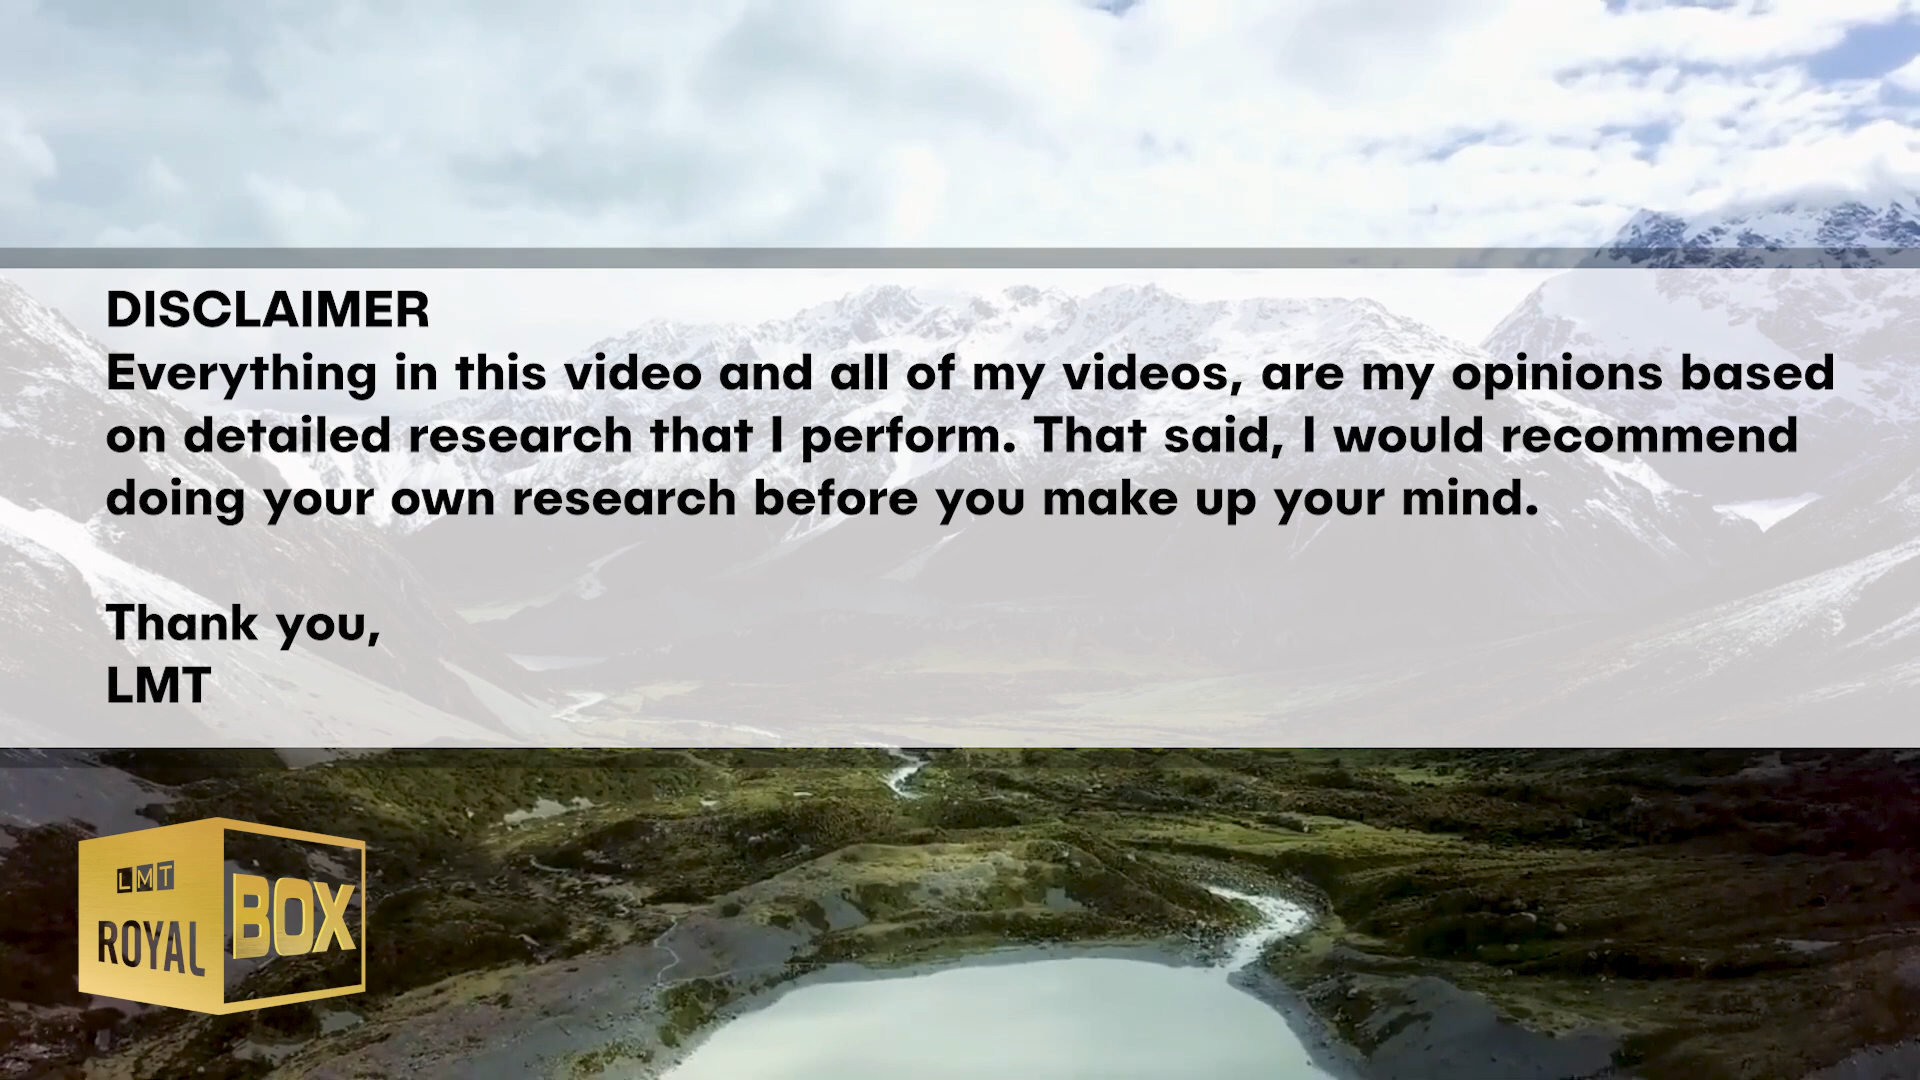 DISCLAIMER
Everything in this video and all of my videos, are my opinions based
on detailed research that I perform. That said, I would recommend
doing your own research before you make up your mind.
Thank you,
LMT
LMT
ROYAL
BOX